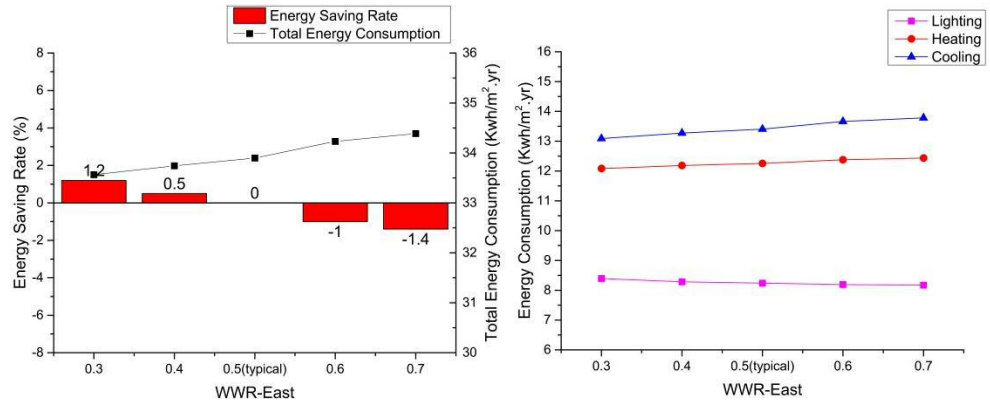 Energy Saving Rate
Total Energy Consumption
Energy Saving Rate (%)
8
6
4
2
0
-2
-4
-6
-8
1.2
0.5
0
-1
-1.4
36
35
34
33
32
31
30
Total Energy Consumption (Kwh/m².yr)
0.3 0.4 0.5(typical) 0.6 0.7
WWR-East
Lighting
Heating
Cooling
Energy Consumption (Kwh/m².yr)
16
15
14
13
12
11
10
9
8
7
6
0.3 0.4 0.5(typical) 0.6 0.7
WWR-East